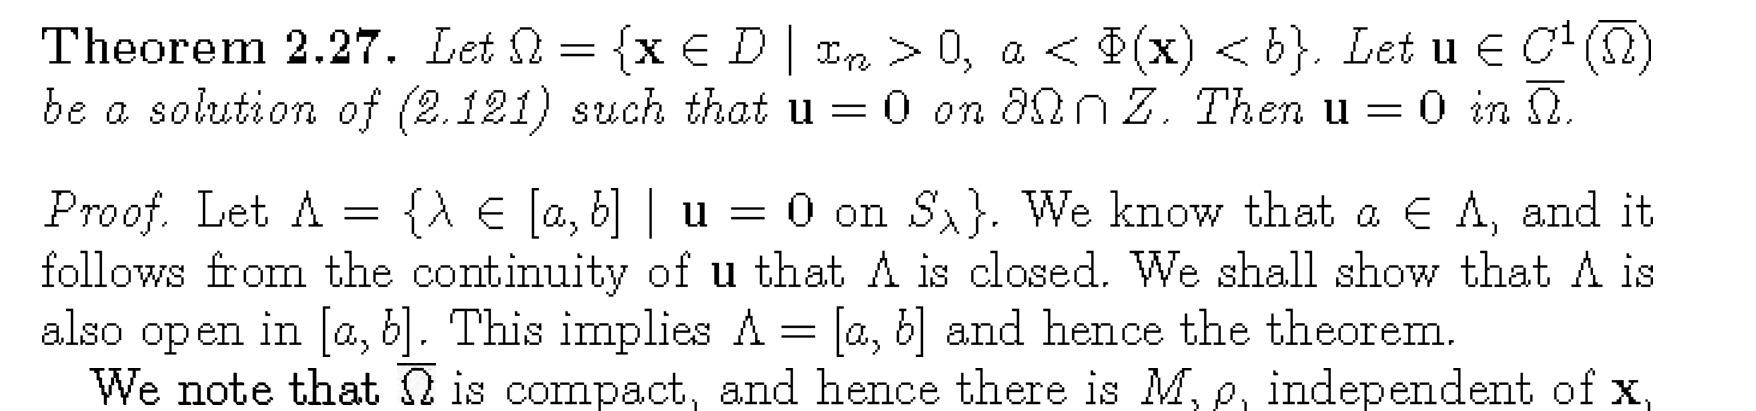 Theorem 2.27. Let Ω = {x ∈ D | xₙ > 0, a < Φ(x) < b}. Let u ∈ C¹(Ω̅)
be a solution of (2.121) such that u = 0 on ∂Ω ∩ Z. Then u = 0 in Ω̅.
Proof. Let Λ = {λ ∈ [a, b] | u = 0 on S_λ}. We know that a ∈ Λ, and it
follows from the continuity of u that Λ is closed. We shall show that Λ is
also open in [a, b]. This implies Λ = [a, b] and hence the theorem.
We note that Ω̅ is compact, and hence there is M, ρ, independent of x,